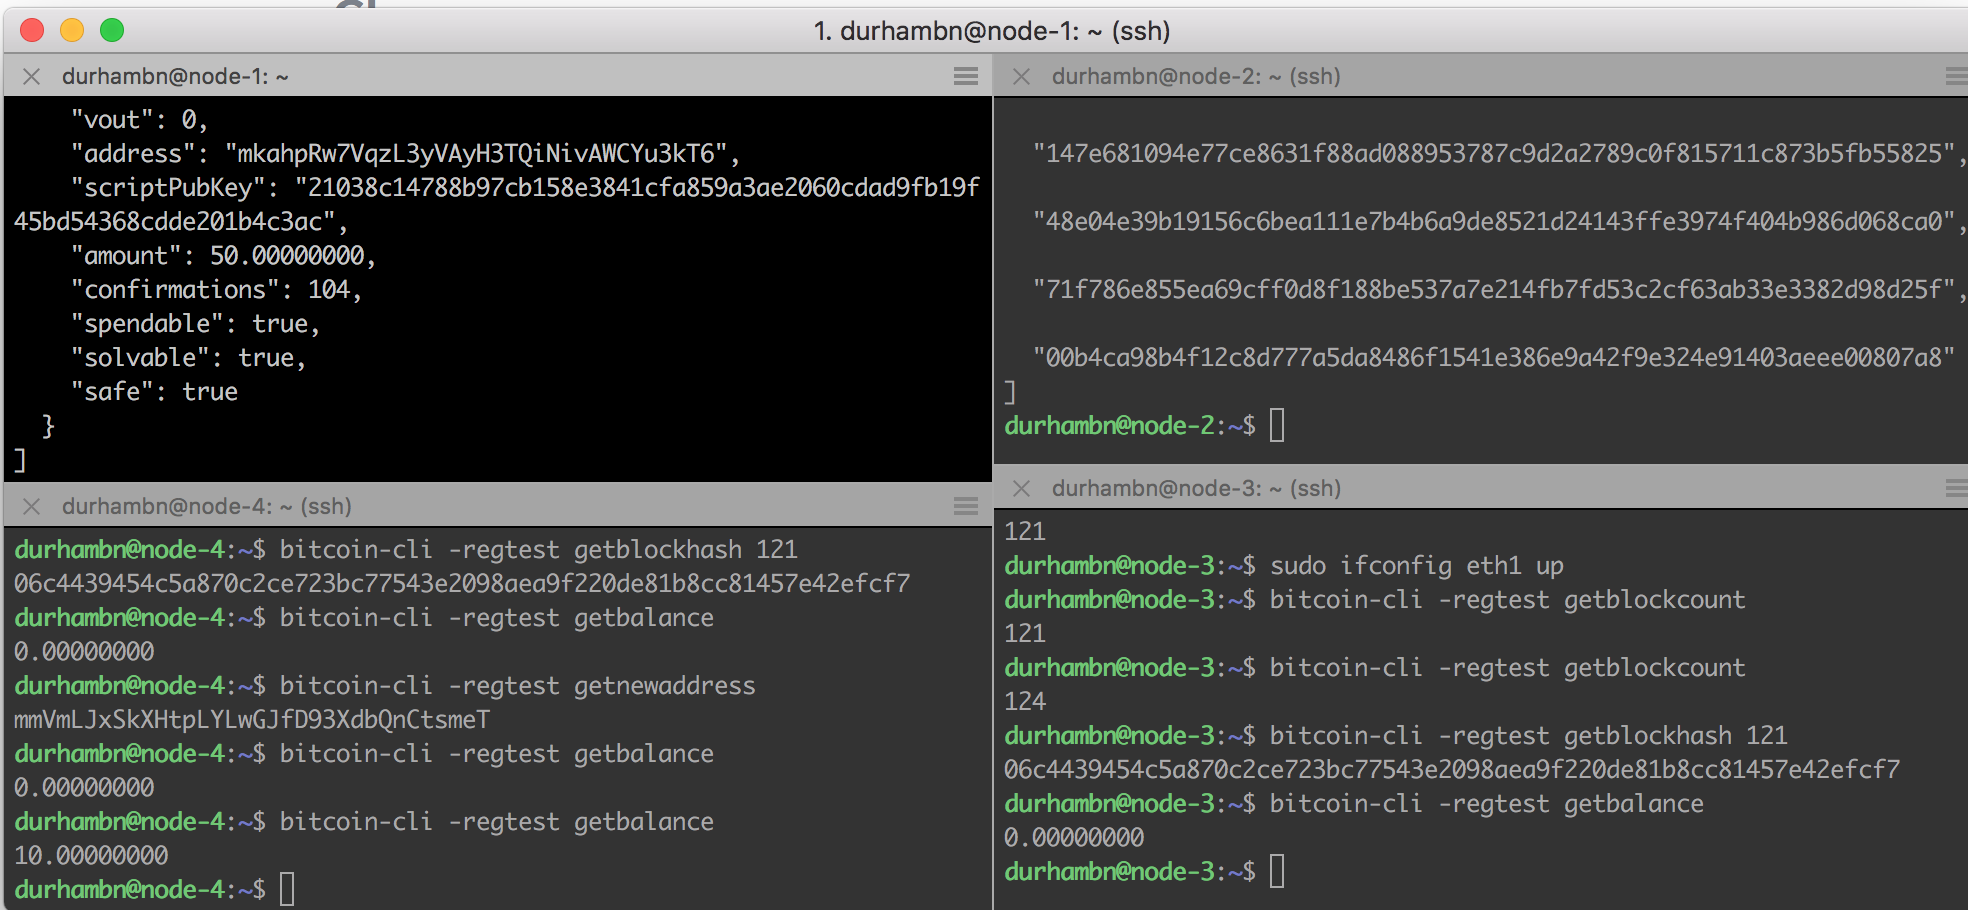 1. durhambn@node-1: ~ (ssh)
durhambn@node-1: ~
"vout": 0,
"address": "mkahpRw7VqzL3yVAyH3TQiNivAWCYu3kT6",
"scriptPubKey": "21038c14788b97cb158e3841cfa859a3ae2060cdad9fb19f
45bd54368cdde201b4c3ac",
"amount": 50.00000000,
"confirmations": 104,
"spendable": true,
"solvable": true,
"safe": true
}
]
durhambn@node-2: ~ (ssh)
"147e681094e77ce8631f88ad088953787c9d2a2789c0f815711c873b5fb55825",
"48e04e39b19156c6bea111e7b4b6a9de8521d24143ffe3974f404b986d068ca0",
"71f786e855ea69cff0d8f188be537a7e214fb7fd53c2cf63ab33e3382d98d25f",
"00b4ca98b4f12c8d777a5da8486f1541e386e9a42f9e324e91403aeee00807a8"
]
durhambn@node-2:~$
durhambn@node-4: ~ (ssh)
durhambn@node-4:~$ bitcoin-cli -regtest getblockhash 121
06c4439454c5a870c2ce723bc77543e2098aea9f220de81b8cc81457e42efcf7
durhambn@node-4:~$ bitcoin-cli -regtest getbalance
0.00000000
durhambn@node-4:~$ bitcoin-cli -regtest getnewaddress
mmVmLJxSkXHtpLYLwGJfD93XdbQnCtsmeT
durhambn@node-4:~$ bitcoin-cli -regtest getbalance
0.00000000
durhambn@node-4:~$ bitcoin-cli -regtest getbalance
10.00000000
durhambn@node-4:~$
durhambn@node-3: ~ (ssh)
121
durhambn@node-3:~$ sudo ifconfig eth1 up
durhambn@node-3:~$ bitcoin-cli -regtest getblockcount
121
durhambn@node-3:~$ bitcoin-cli -regtest getblockcount
124
durhambn@node-3:~$ bitcoin-cli -regtest getblockhash 121
06c4439454c5a870c2ce723bc77543e2098aea9f220de81b8cc81457e42efcf7
durhambn@node-3:~$ bitcoin-cli -regtest getbalance
0.00000000
durhambn@node-3:~$